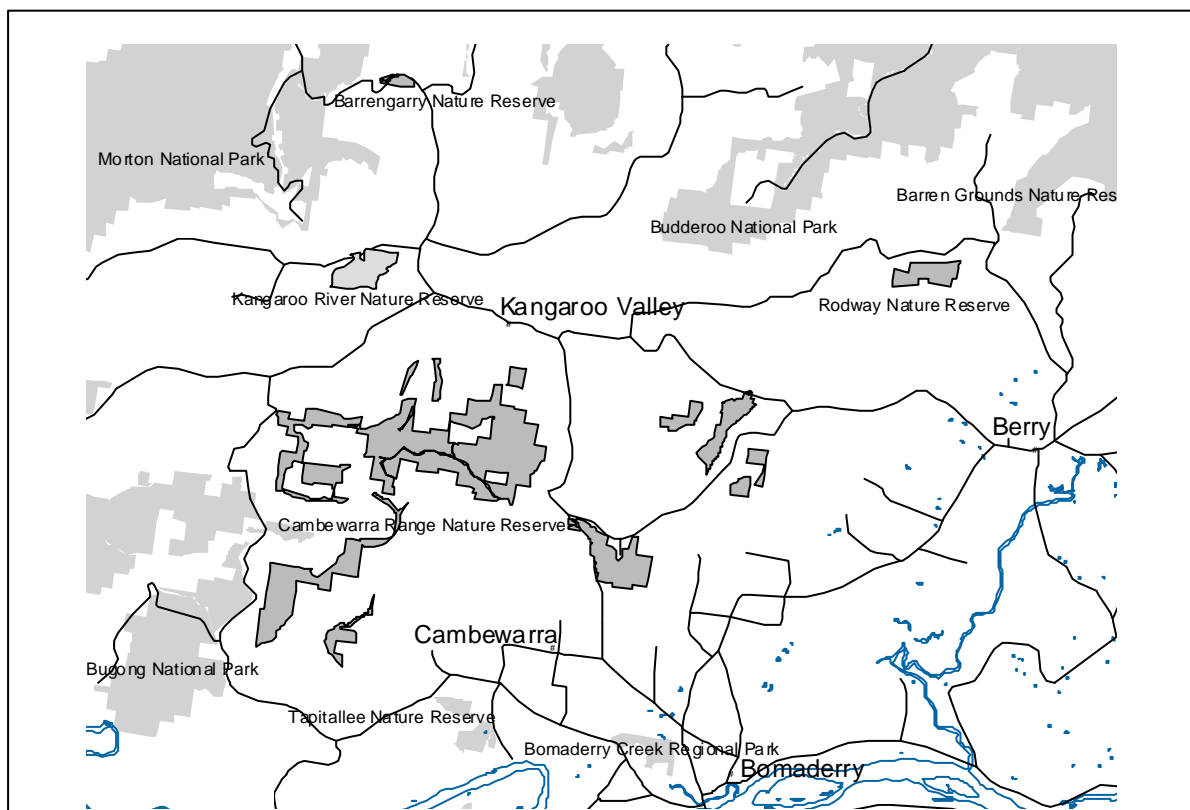 Barrengarry Nature Reserve
Morton National Park
Barren Grounds Nature Res
Budderoo National Park
Kangaroo River Nature Reserve
Kangaroo Valley
Rodway Nature Reserve
Berry
Cambewarra Range Nature Reserve
Cambewarra
Bugong National Park
Tapitallee Nature Reserve
Bomaderry Creek Regional Park
Bomaderry